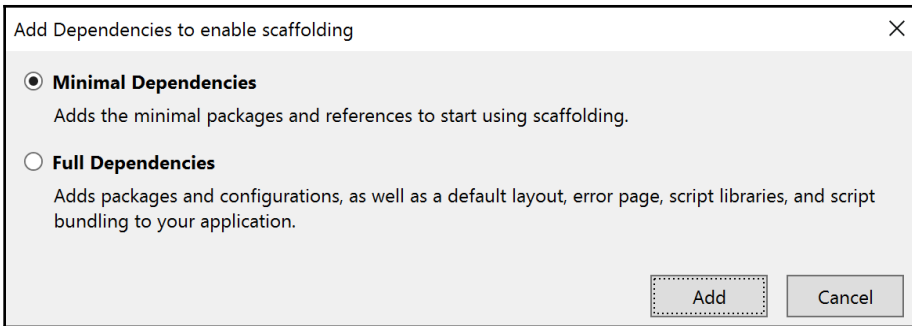 Add Dependencies to enable scaffolding
Minimal Dependencies
Adds the minimal packages and references to start using scaffolding.
Full Dependencies
Adds packages and configurations, as well as a default layout, error page, script libraries, and script
bundling to your application.
Add
Cancel